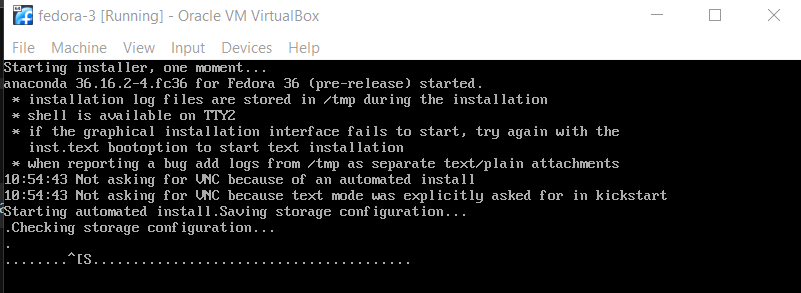 fedora-3 [Running] - Oracle VM VirtualBox
File Machine View Input Devices Help
Starting installer, one moment...
anaconda 36.16.2-4.fc36 for Fedora 36 (pre-release) started.
 * installation log files are stored in /tmp during the installation
 * shell is available on TTY2
 * if the graphical installation interface fails to start, try again with the
   inst.text bootoption to start text installation
 * when reporting a bug add logs from /tmp as separate text/plain attachments
10:54:43 Not asking for VNC because of an automated install
10:54:43 Not asking for VNC because text mode was explicitly asked for in kickstart
Starting automated install.Saving storage configuration...
.Checking storage configuration...
.
........^[S........................................